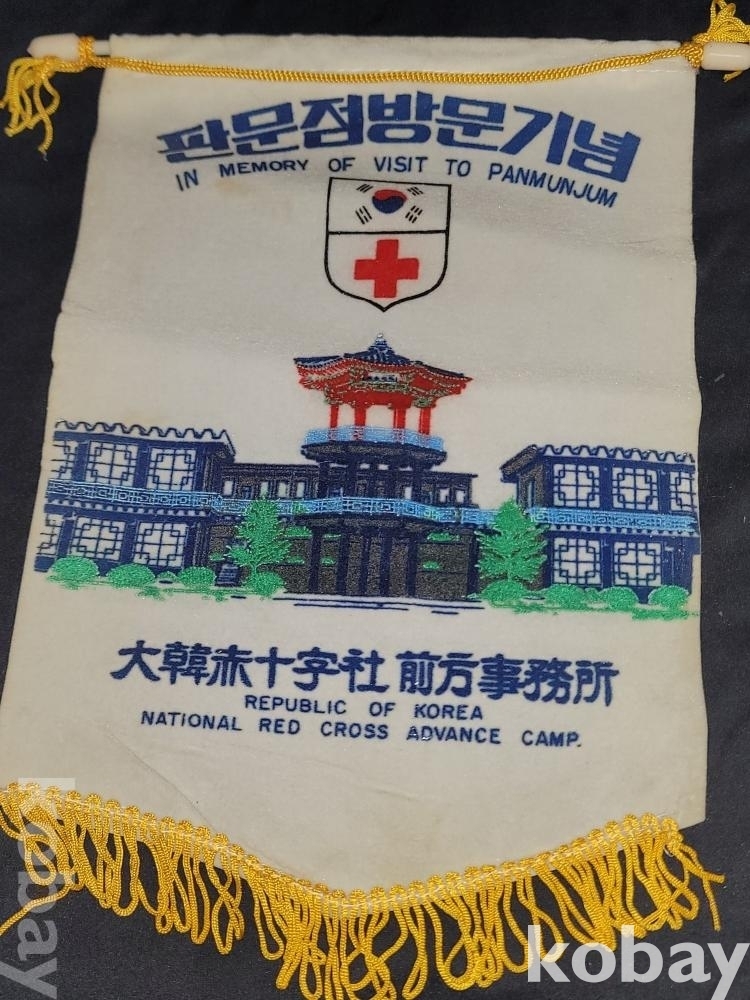 판문점방문기념
IN MEMORY OF VISIT TO PANMUNJUM
大韓赤十字社 前方事務所
REPUBLIC OF KOREA
NATIONAL RED CROSS ADVANCE CAMP.
kobay
kobay